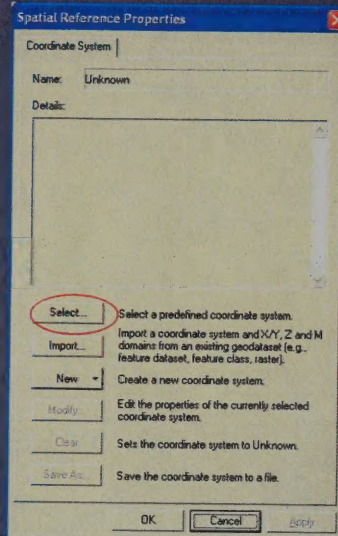 Spatial Reference Properties
Coordinate System
Name: Unknown
Details:
Select... Select a predefined coordinate system.
Import... Import a coordinate system and X/Y, Z and M
domains from an existing geodataset (e.g.,
feature dataset, feature class, raster).
New Create a new coordinate system.
Modify... Edit the properties of the currently selected
coordinate system.
Clear Sets the coordinate system to Unknown.
Save As... Save the coordinate system to a file.
OK Cancel Apply